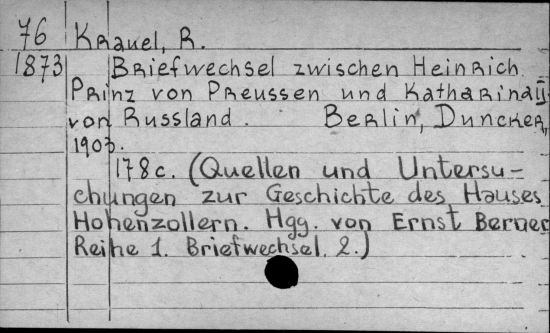 76 Krauel, R.
1873 Briefwechsel zwischen Heinrich
Prinz von Preussen und Katharina II
von Russland. Berlin, Duncker,
1903.
178 c. (Quellen und Untersu-
chungen zur Geschichte des Hauses
Hohenzollern. Hgg. von Ernst Berner
Reihe 1. Briefwechsel. 2.)